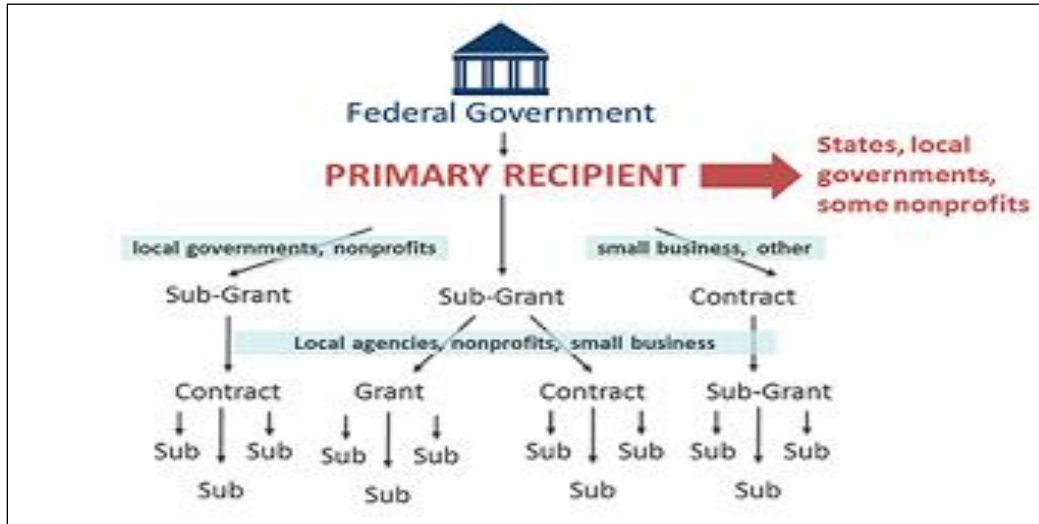 Federal Government
PRIMARY RECIPIENT
States, local
governments,
some nonprofits
local governments, nonprofits
small business, other
Sub-Grant
Sub-Grant
Contract
Local agencies, nonprofits, small business
Contract
Grant
Contract
Sub-Grant
Sub
Sub
Sub
Sub
Sub
Sub
Sub
Sub
Sub
Sub
Sub
Sub